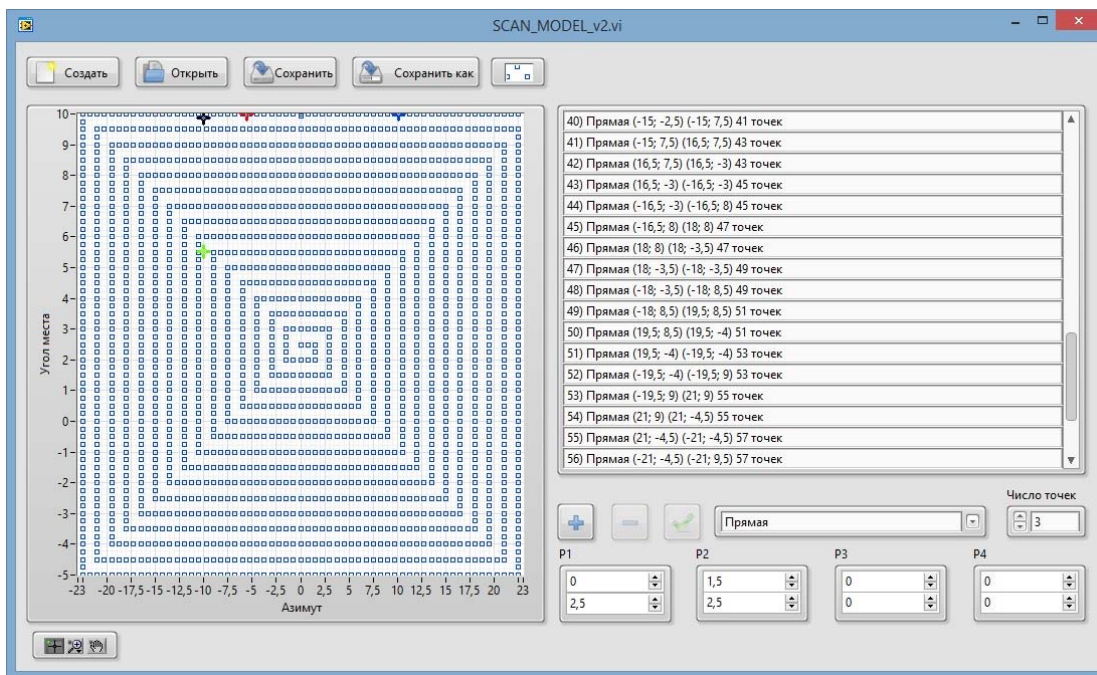 SCAN_MODEL_v2.vi
Создать Открыть Сохранить Сохранить как
10
9
8
7
6
5
4
3
2
1
0
-1
-2
-3
-4
-5
Угол места
-23 -20 -17,5 -15 -12,5 -10 -7,5 -5 -2,5 0 2,5 5 7,5 10 12,5 15 17,5 20 23
Азимут
40) Прямая (-15; -2,5) (-15; 7,5) 41 точек
41) Прямая (-15; 7,5) (16,5; 7,5) 43 точек
42) Прямая (16,5; 7,5) (16,5; -3) 43 точек
43) Прямая (16,5; -3) (-16,5; -3) 45 точек
44) Прямая (-16,5; -3) (-16,5; 8) 45 точек
45) Прямая (-16,5; 8) (18; 8) 47 точек
46) Прямая (18; 8) (18; -3,5) 47 точек
47) Прямая (18; -3,5) (-18; -3,5) 49 точек
48) Прямая (-18; -3,5) (-18; 8,5) 49 точек
49) Прямая (-18; 8,5) (19,5; 8,5) 51 точек
50) Прямая (19,5; 8,5) (19,5; -4) 51 точек
51) Прямая (19,5; -4) (-19,5; -4) 53 точек
52) Прямая (-19,5; -4) (-19,5; 9) 53 точек
53) Прямая (-19,5; 9) (21; 9) 55 точек
54) Прямая (21; 9) (21; -4,5) 55 точек
55) Прямая (21; -4,5) (-21; -4,5) 57 точек
56) Прямая (-21; -4,5) (-21; 9,5) 57 точек
Число точек
Прямая 3
P1 P2 P3 P4
0 1,5 0 0
2,5 2,5 0 0